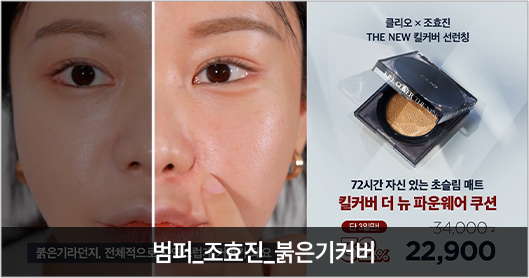 클리오 × 조효진
THE NEW 킬커버 선런칭
72시간 자신 있는 초슬림 매트
킬커버 더 뉴 파운웨어 쿠션
34,000
22,900
붉은기라던지, 전체적으로
범퍼_조효진_붉은기커버